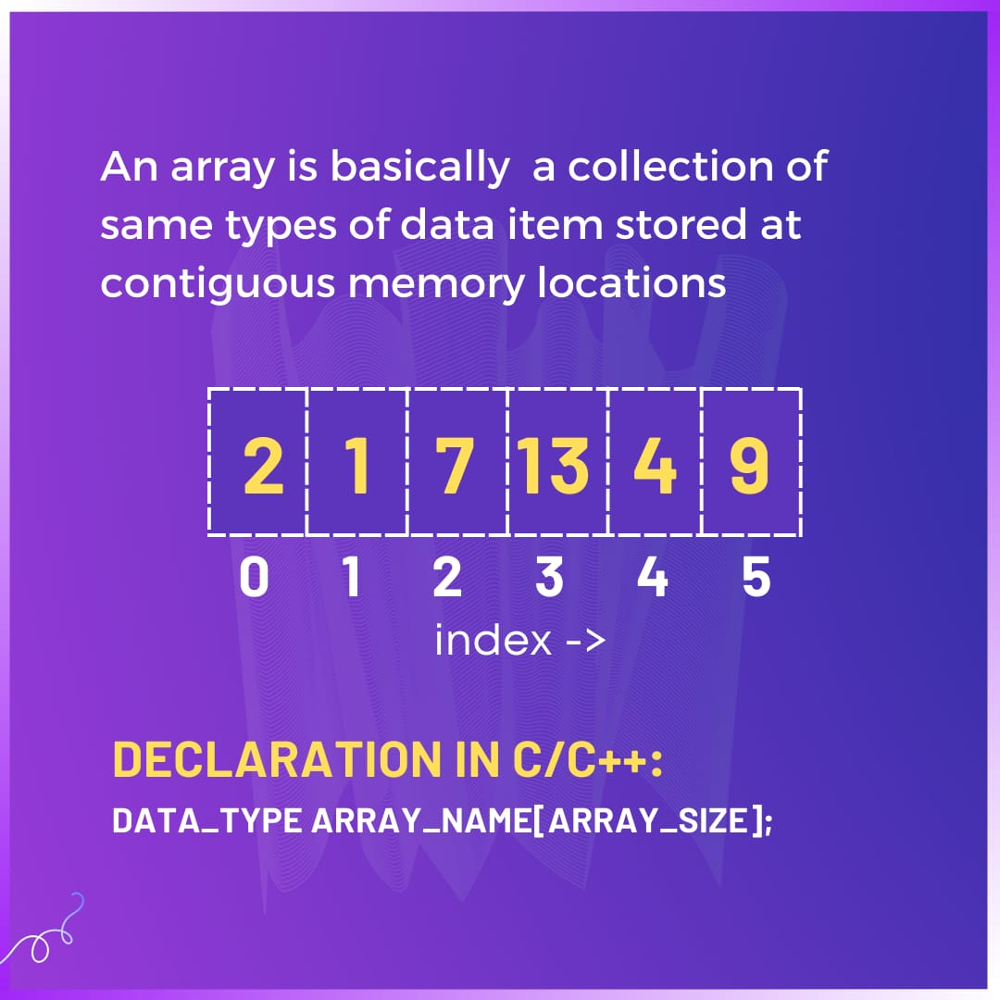 An array is basically  a collection of
same types of data item stored at
contiguous memory locations
2 1 7 13 4 9
0 1 2 3 4 5
index ->
DECLARATION IN C/C++:
DATA_TYPE ARRAY_NAME[ARRAY_SIZE];